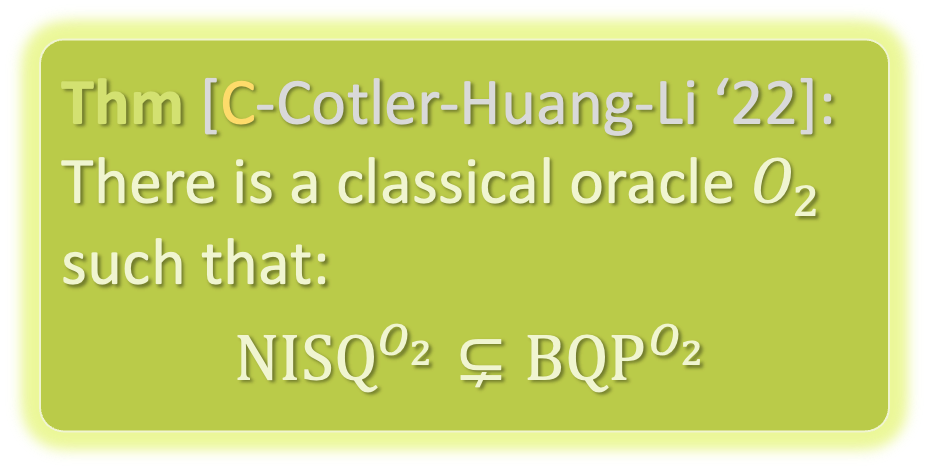 Thm [C-Cotler-Huang-Li ‘22]:
There is a classical oracle 𝑂₂
such that:
NISQ^{𝑂₂} ⊊ BQP^{𝑂₂}